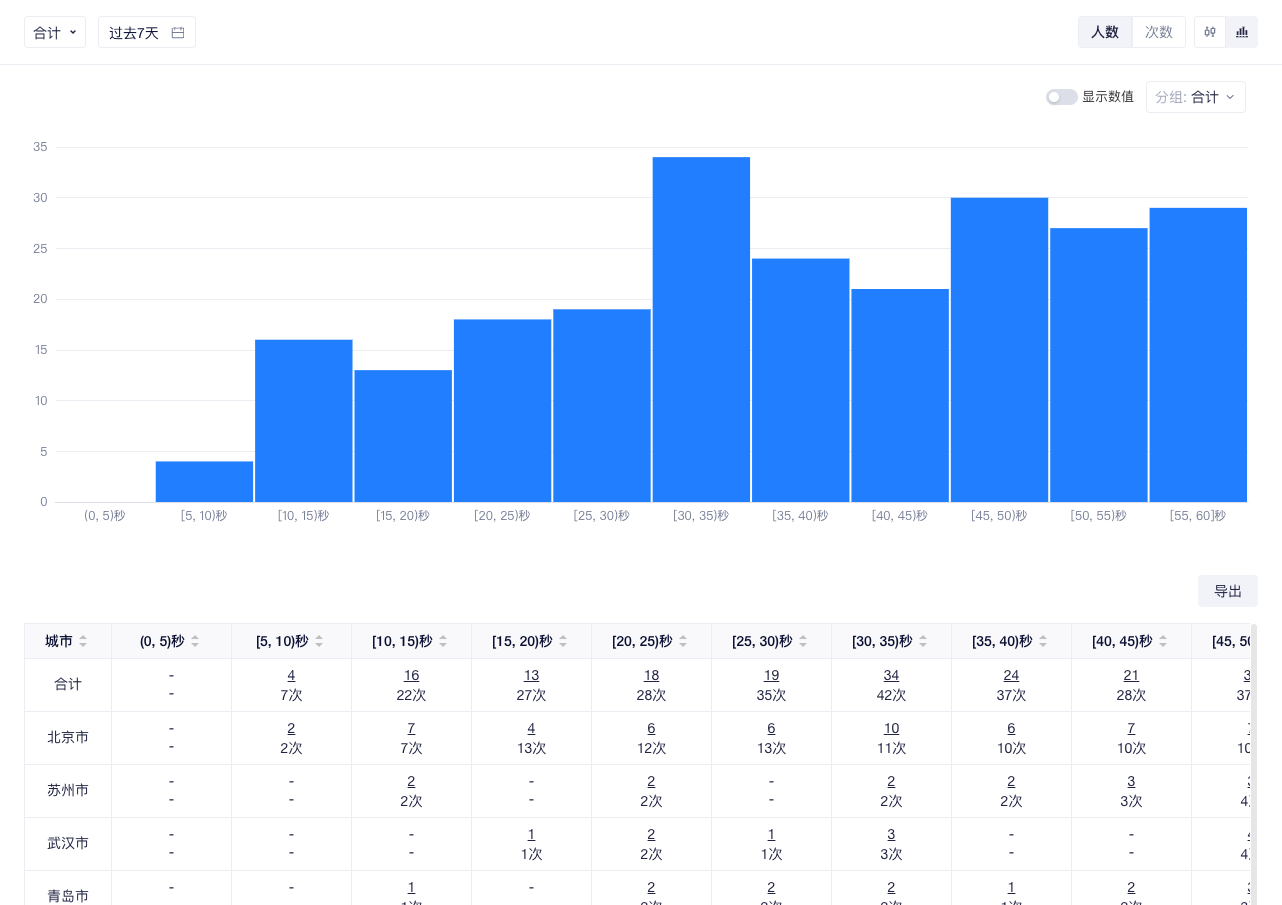 合计 过去7天 人数 次数
显示数值 分组: 合计
35
30
25
20
15
10
5
0
(0, 5)秒 [5, 10)秒 [10, 15)秒 [15, 20)秒 [20, 25)秒 [25, 30)秒 [30, 35)秒 [35, 40)秒 [40, 45)秒 [45, 50)秒 [50, 55)秒 [55, 60]秒
导出
城市 (0, 5)秒 [5, 10)秒 [10, 15)秒 [15, 20)秒 [20, 25)秒 [25, 30)秒 [30, 35)秒 [35, 40)秒 [40, 45)秒 [45, 50
合计 - 4 16 13 18 19 34 24 21 3
- 7次 22次 27次 28次 35次 42次 37次 28次 37
北京市 - 2 7 4 6 6 10 6 7
- 2次 7次 13次 12次 13次 11次 10次 10次 10
苏州市 - - 2 - 2 - 2 2 3
- - 2次 - 2次 - 2次 2次 3次 4
武汉市 - - - 1 2 1 3 - -
- - - 1次 2次 1次 3次 - - 4
青岛市 - - 1 - 2 2 2 1 2